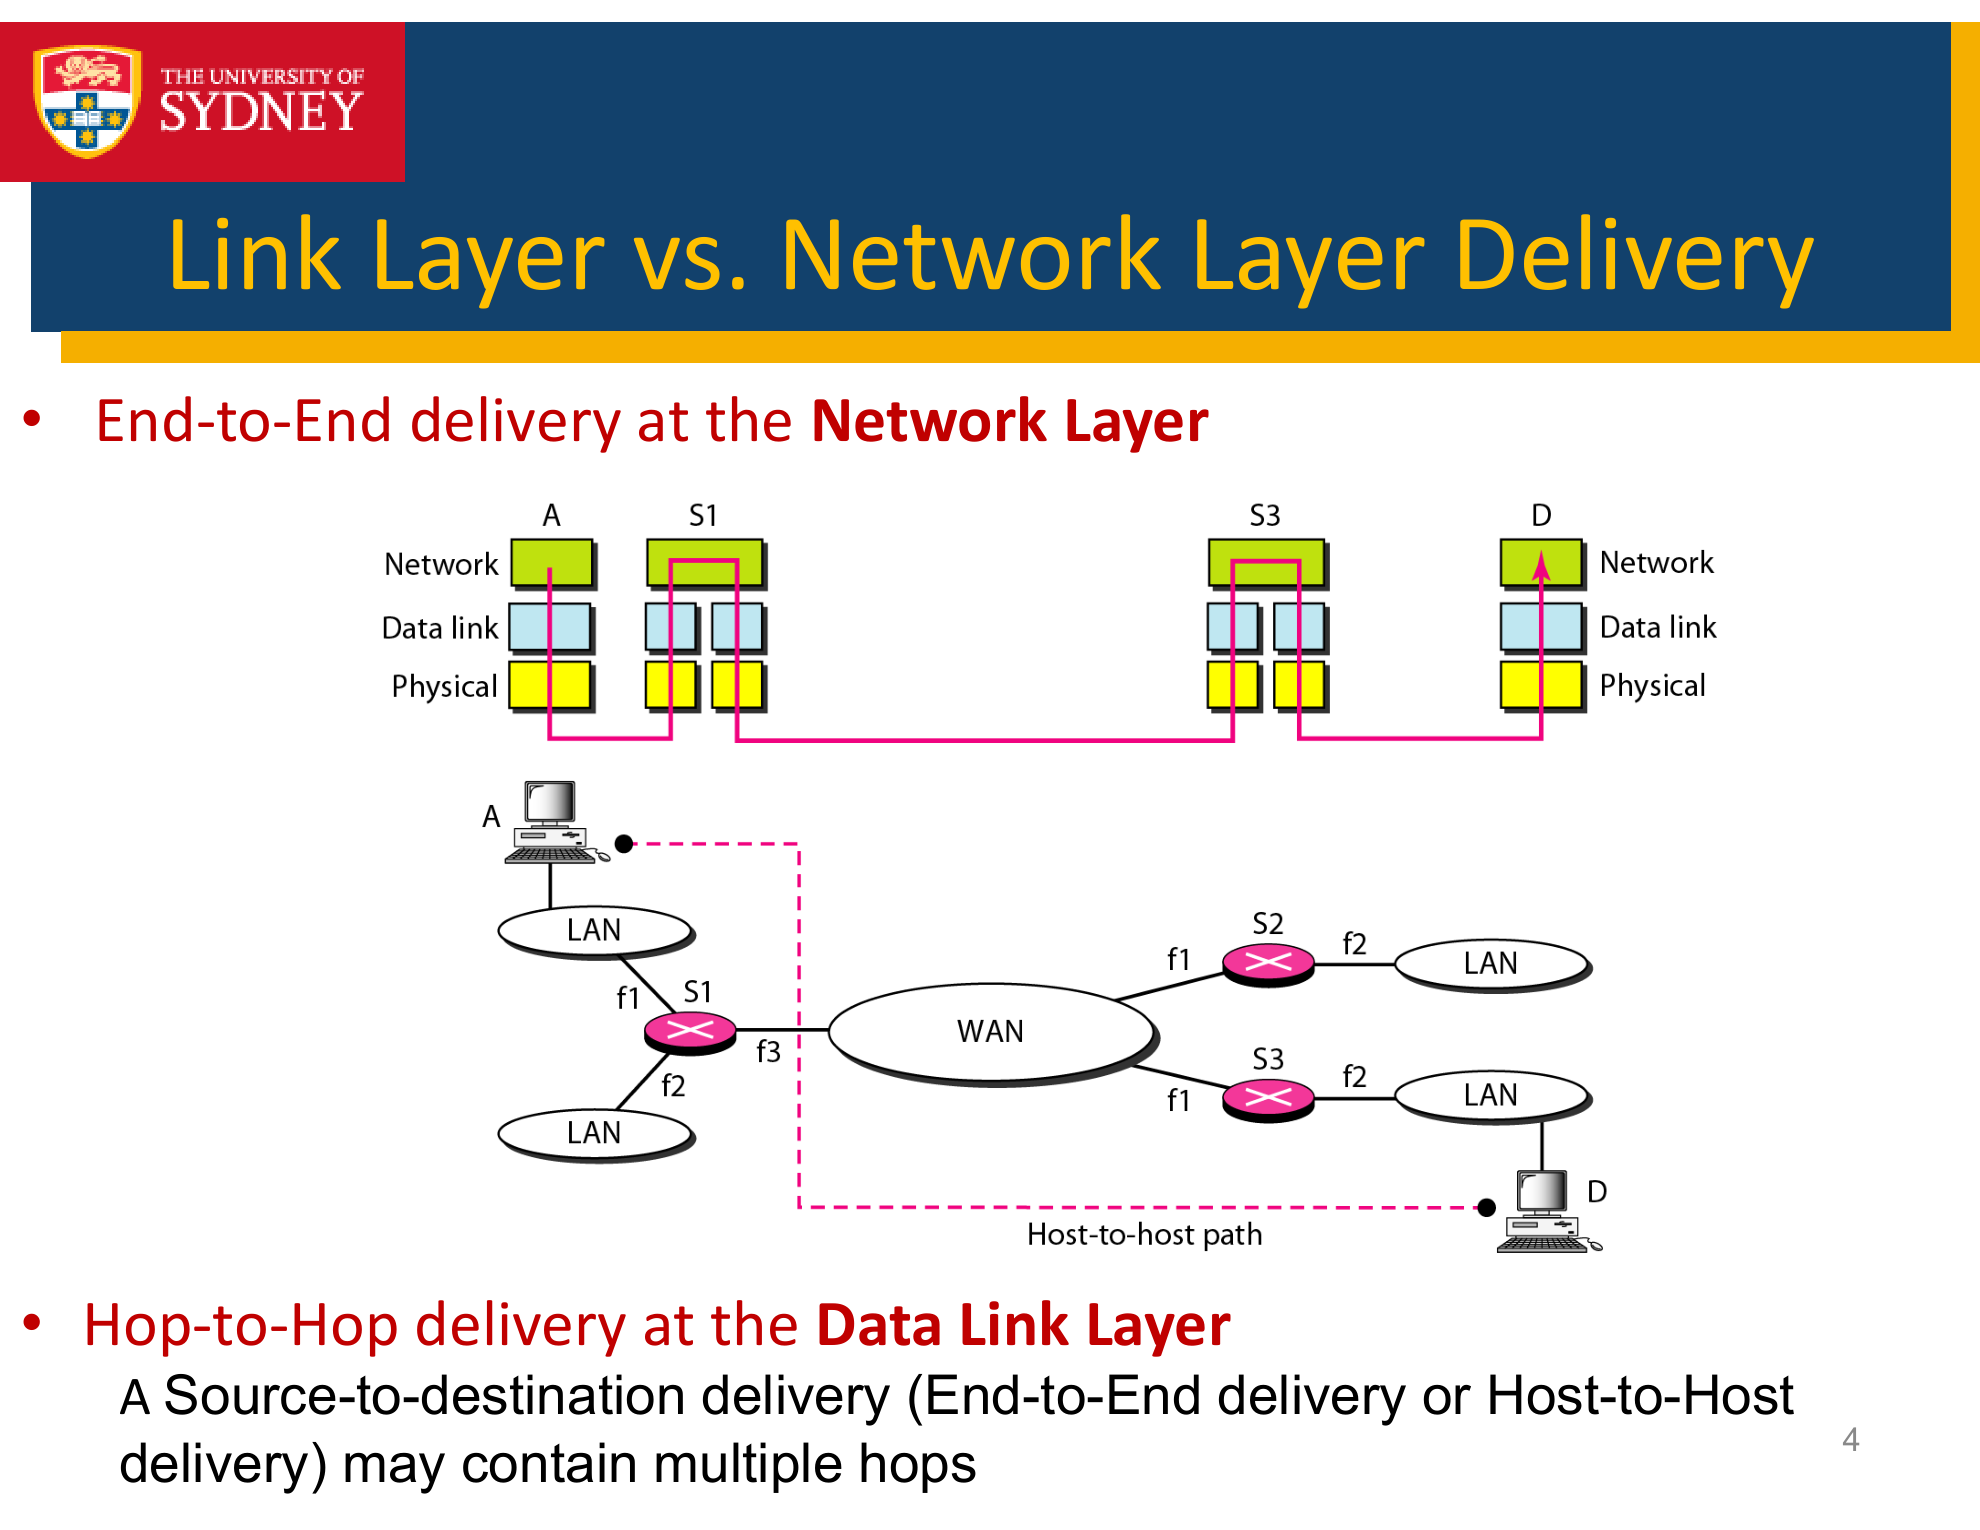 THE UNIVERSITY OF
SYDNEY
Link Layer vs. Network Layer Delivery
• End-to-End delivery at the Network Layer
A S1 S3 D
Network Network
Data link Data link
Physical Physical
A
LAN
S2
f1 f2 LAN
f1 S1
WAN
f3
S3
f2
f2 LAN
f1
LAN
D
Host-to-host path
• Hop-to-Hop delivery at the Data Link Layer
A Source-to-destination delivery (End-to-End delivery or Host-to-Host
delivery) may contain multiple hops
4